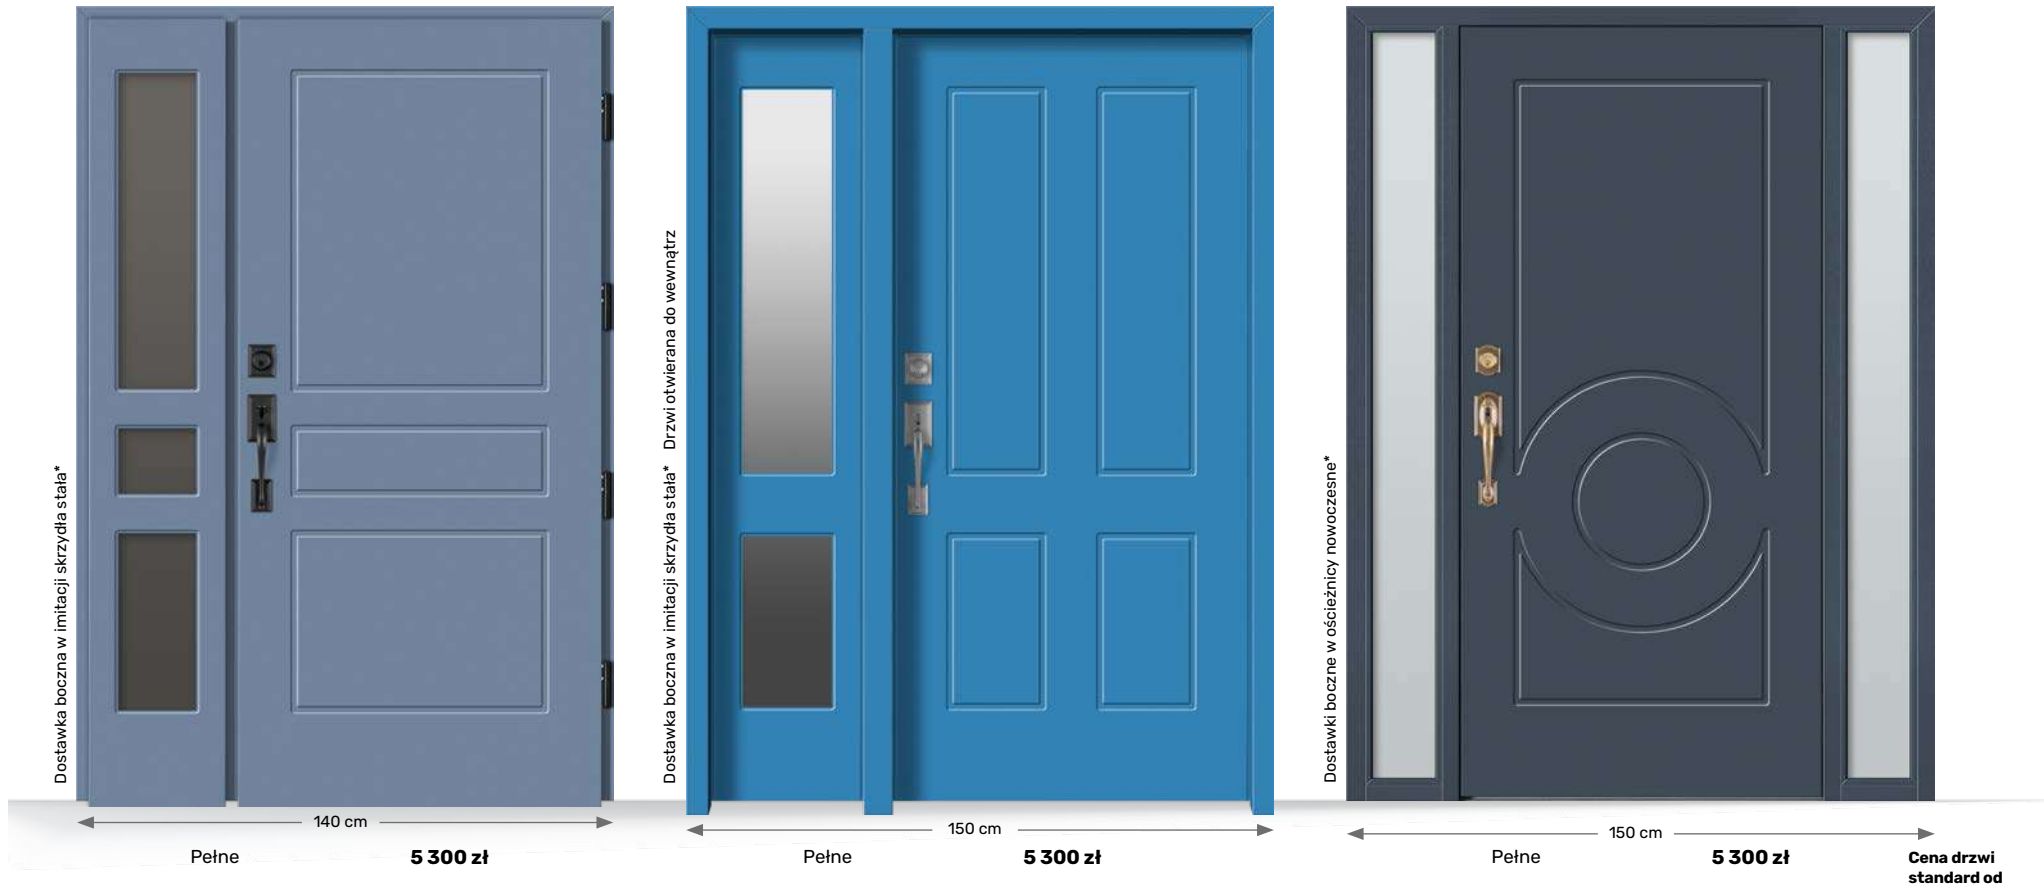 Dostawka boczna w imitacji skrzydła stała*
140 cm
Pełne 5 300 zł
Dostawka boczna w imitacji skrzydła stała* Drzwi otwierana do wewnątrz
150 cm
Pełne 5 300 zł
Dostawki boczne w ościeżnicy nowoczesne*
150 cm
Pełne 5 300 zł
Cena drzwi
standard od